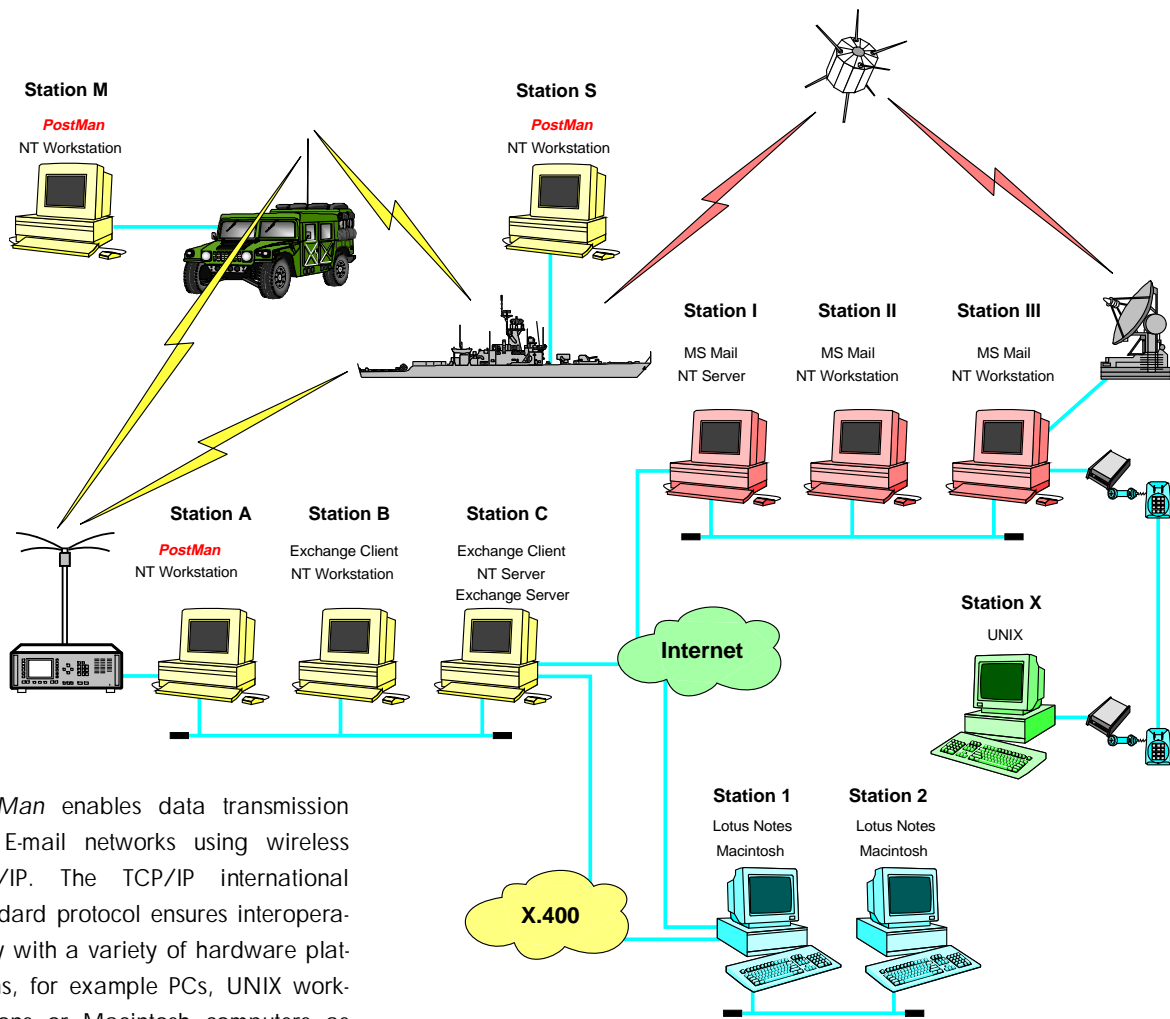 Station M
PostMan
NT Workstation
Station S
PostMan
NT Workstation
Station I
MS Mail
NT Server
Station II
MS Mail
NT Workstation
Station III
MS Mail
NT Workstation
Station A
PostMan
NT Workstation
Station B
Exchange Client
NT Workstation
Station C
Exchange Client
NT Server
Exchange Server
Internet
Station X
UNIX
X.400
Station 1
Lotus Notes
Macintosh
Station 2
Lotus Notes
Macintosh
Man enables data transmission
E-mail networks using wireless
/IP. The TCP/IP international
dard protocol ensures interopera-
y with a variety of hardware plat-
ns, for example PCs, UNIX work-